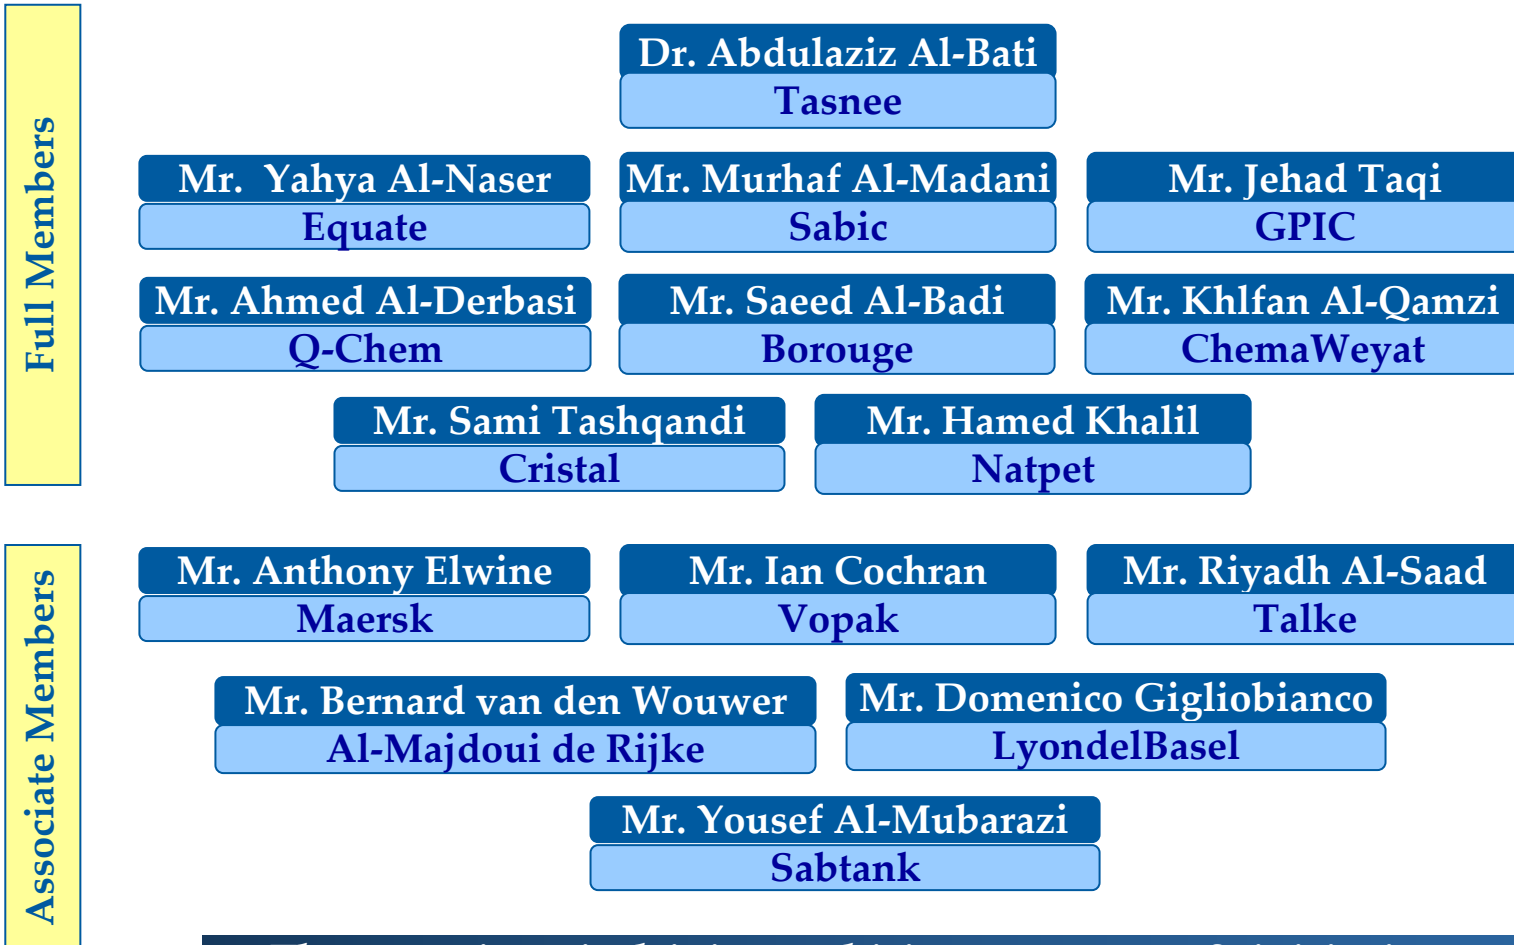 Full Members
Dr. Abdulaziz Al-Bati
Tasnee
Mr. Yahya Al-Naser
Equate
Mr. Murhaf Al-Madani
Sabic
Mr. Jehad Taqi
GPIC
Mr. Ahmed Al-Derbasi
Q-Chem
Mr. Saeed Al-Badi
Borouge
Mr. Khlfan Al-Qamzi
ChemaWeyat
Mr. Sami Tashqandi
Cristal
Mr. Hamed Khalil
Natpet
Associate Members
Mr. Anthony Elwine
Maersk
Mr. Ian Cochran
Vopak
Mr. Riyadh Al-Saad
Talke
Mr. Bernard van den Wouwer
Al-Majdoui de Rijke
Mr. Domenico Gigliobianco
LyondelBasel
Mr. Yousef Al-Mubarazi
Sabtank